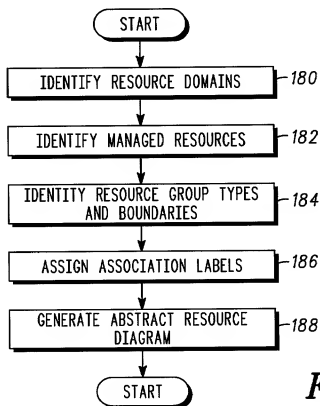 START
IDENTIFY RESOURCE DOMAINS
180
IDENTIFY MANAGED RESOURCES
182
IDENTITY RESOURCE GROUP TYPES
AND BOUNDARIES
184
ASSIGN ASSOCIATION LABELS
186
GENERATE ABSTRACT RESOURCE
DIAGRAM
188
START
F